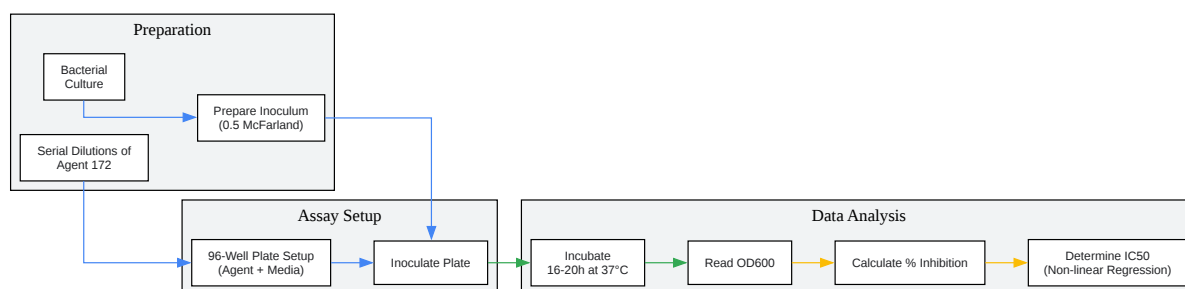 Preparation
Bacterial
Culture
Prepare Inoculum
(0.5 McFarland)
Serial Dilutions of
Agent 172
Assay Setup
96-Well Plate Setup
(Agent + Media)
Inoculate Plate
Data Analysis
Incubate
16-20h at 37°C
Read OD600
Calculate % Inhibition
Determine IC50
(Non-linear Regression)